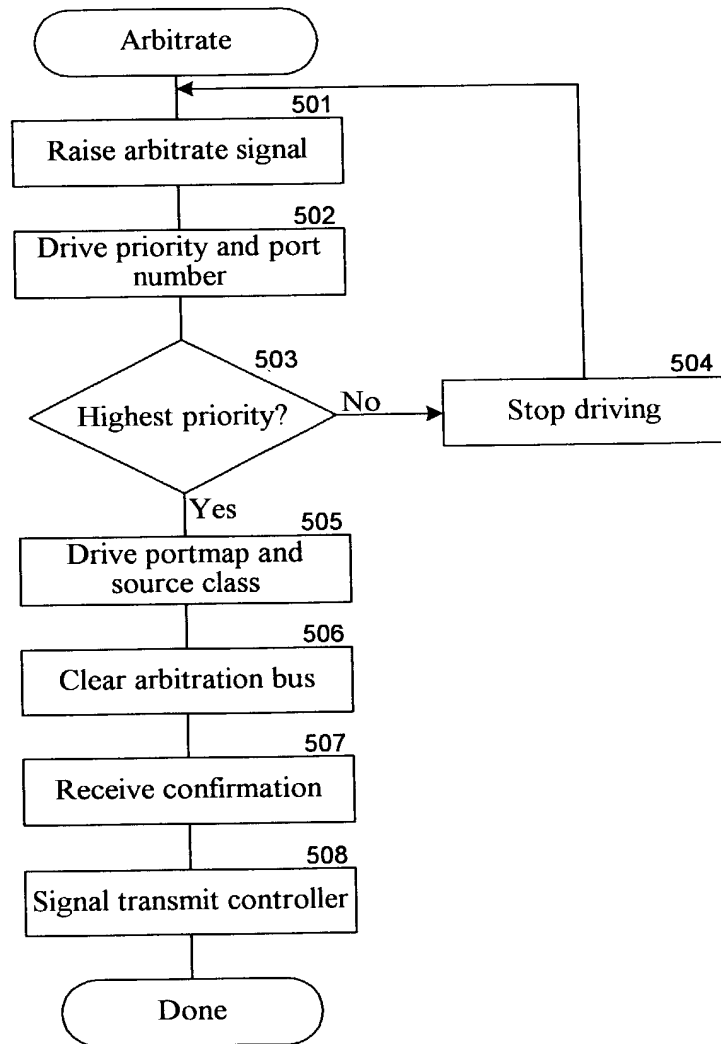 Arbitrate
501
Raise arbitrate signal
502
Drive priority and port
number
503
Highest priority?
No
504
Stop driving
Yes
505
Drive portmap and
source class
506
Clear arbitration bus
507
Receive confirmation
508
Signal transmit controller
Done